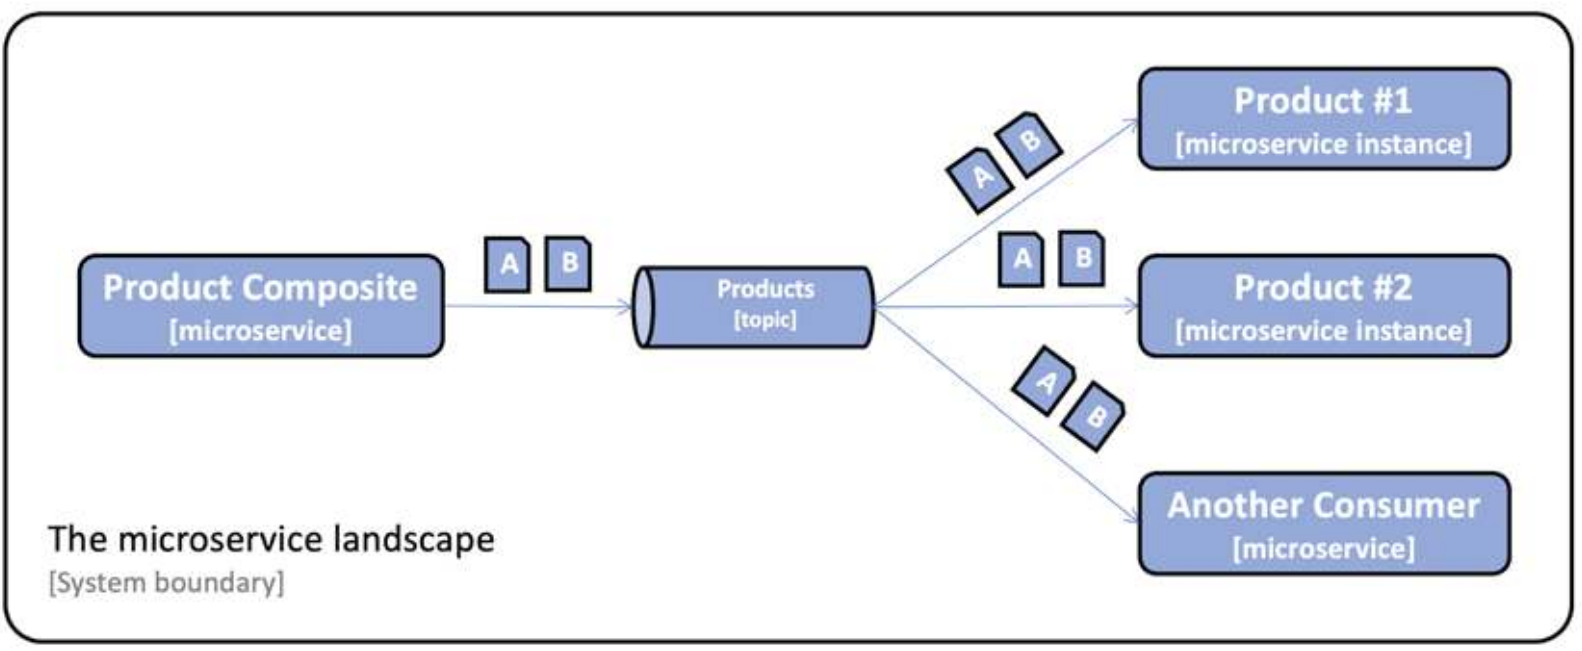 Product Composite
[microservice]
A B
Products
[topic]
A B
Product #1
[microservice instance]
A B
Product #2
[microservice instance]
A B
Another Consumer
[microservice]
The microservice landscape
[System boundary]